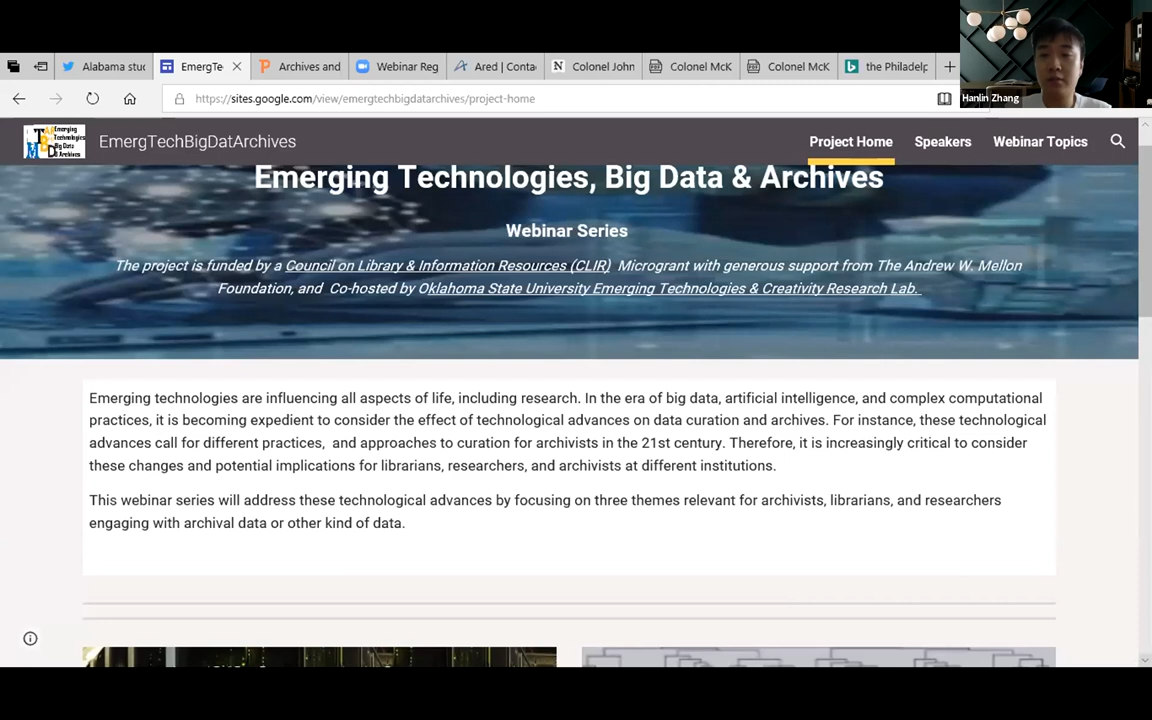 Alabama stu
EmergTe
Archives and
Webinar Reg
Ared | Conta
Colonel John
Colonel McK
Colonel McK
the Philadelp
https://sites.google.com/view/emergtechbigdatarchives/project-home
Hanlin Zhang
Emerging
Technologies
Big Data
& Archives
EmergTechBigDatArchives
Project Home
Speakers
Webinar Topics
Emerging Technologies, Big Data & Archives
Webinar Series
The project is funded by a Council on Library & Information Resources (CLIR) Microgrant with generous support from The Andrew W. Mellon
Foundation, and Co-hosted by Oklahoma State University Emerging Technologies & Creativity Research Lab.
Emerging technologies are influencing all aspects of life, including research. In the era of big data, artificial intelligence, and complex computational
practices, it is becoming expedient to consider the effect of technological advances on data curation and archives. For instance, these technological
advances call for different practices, and approaches to curation for archivists in the 21st century. Therefore, it is increasingly critical to consider
these changes and potential implications for librarians, researchers, and archivists at different institutions.
This webinar series will address these technological advances by focusing on three themes relevant for archivists, librarians, and researchers
engaging with archival data or other kind of data.